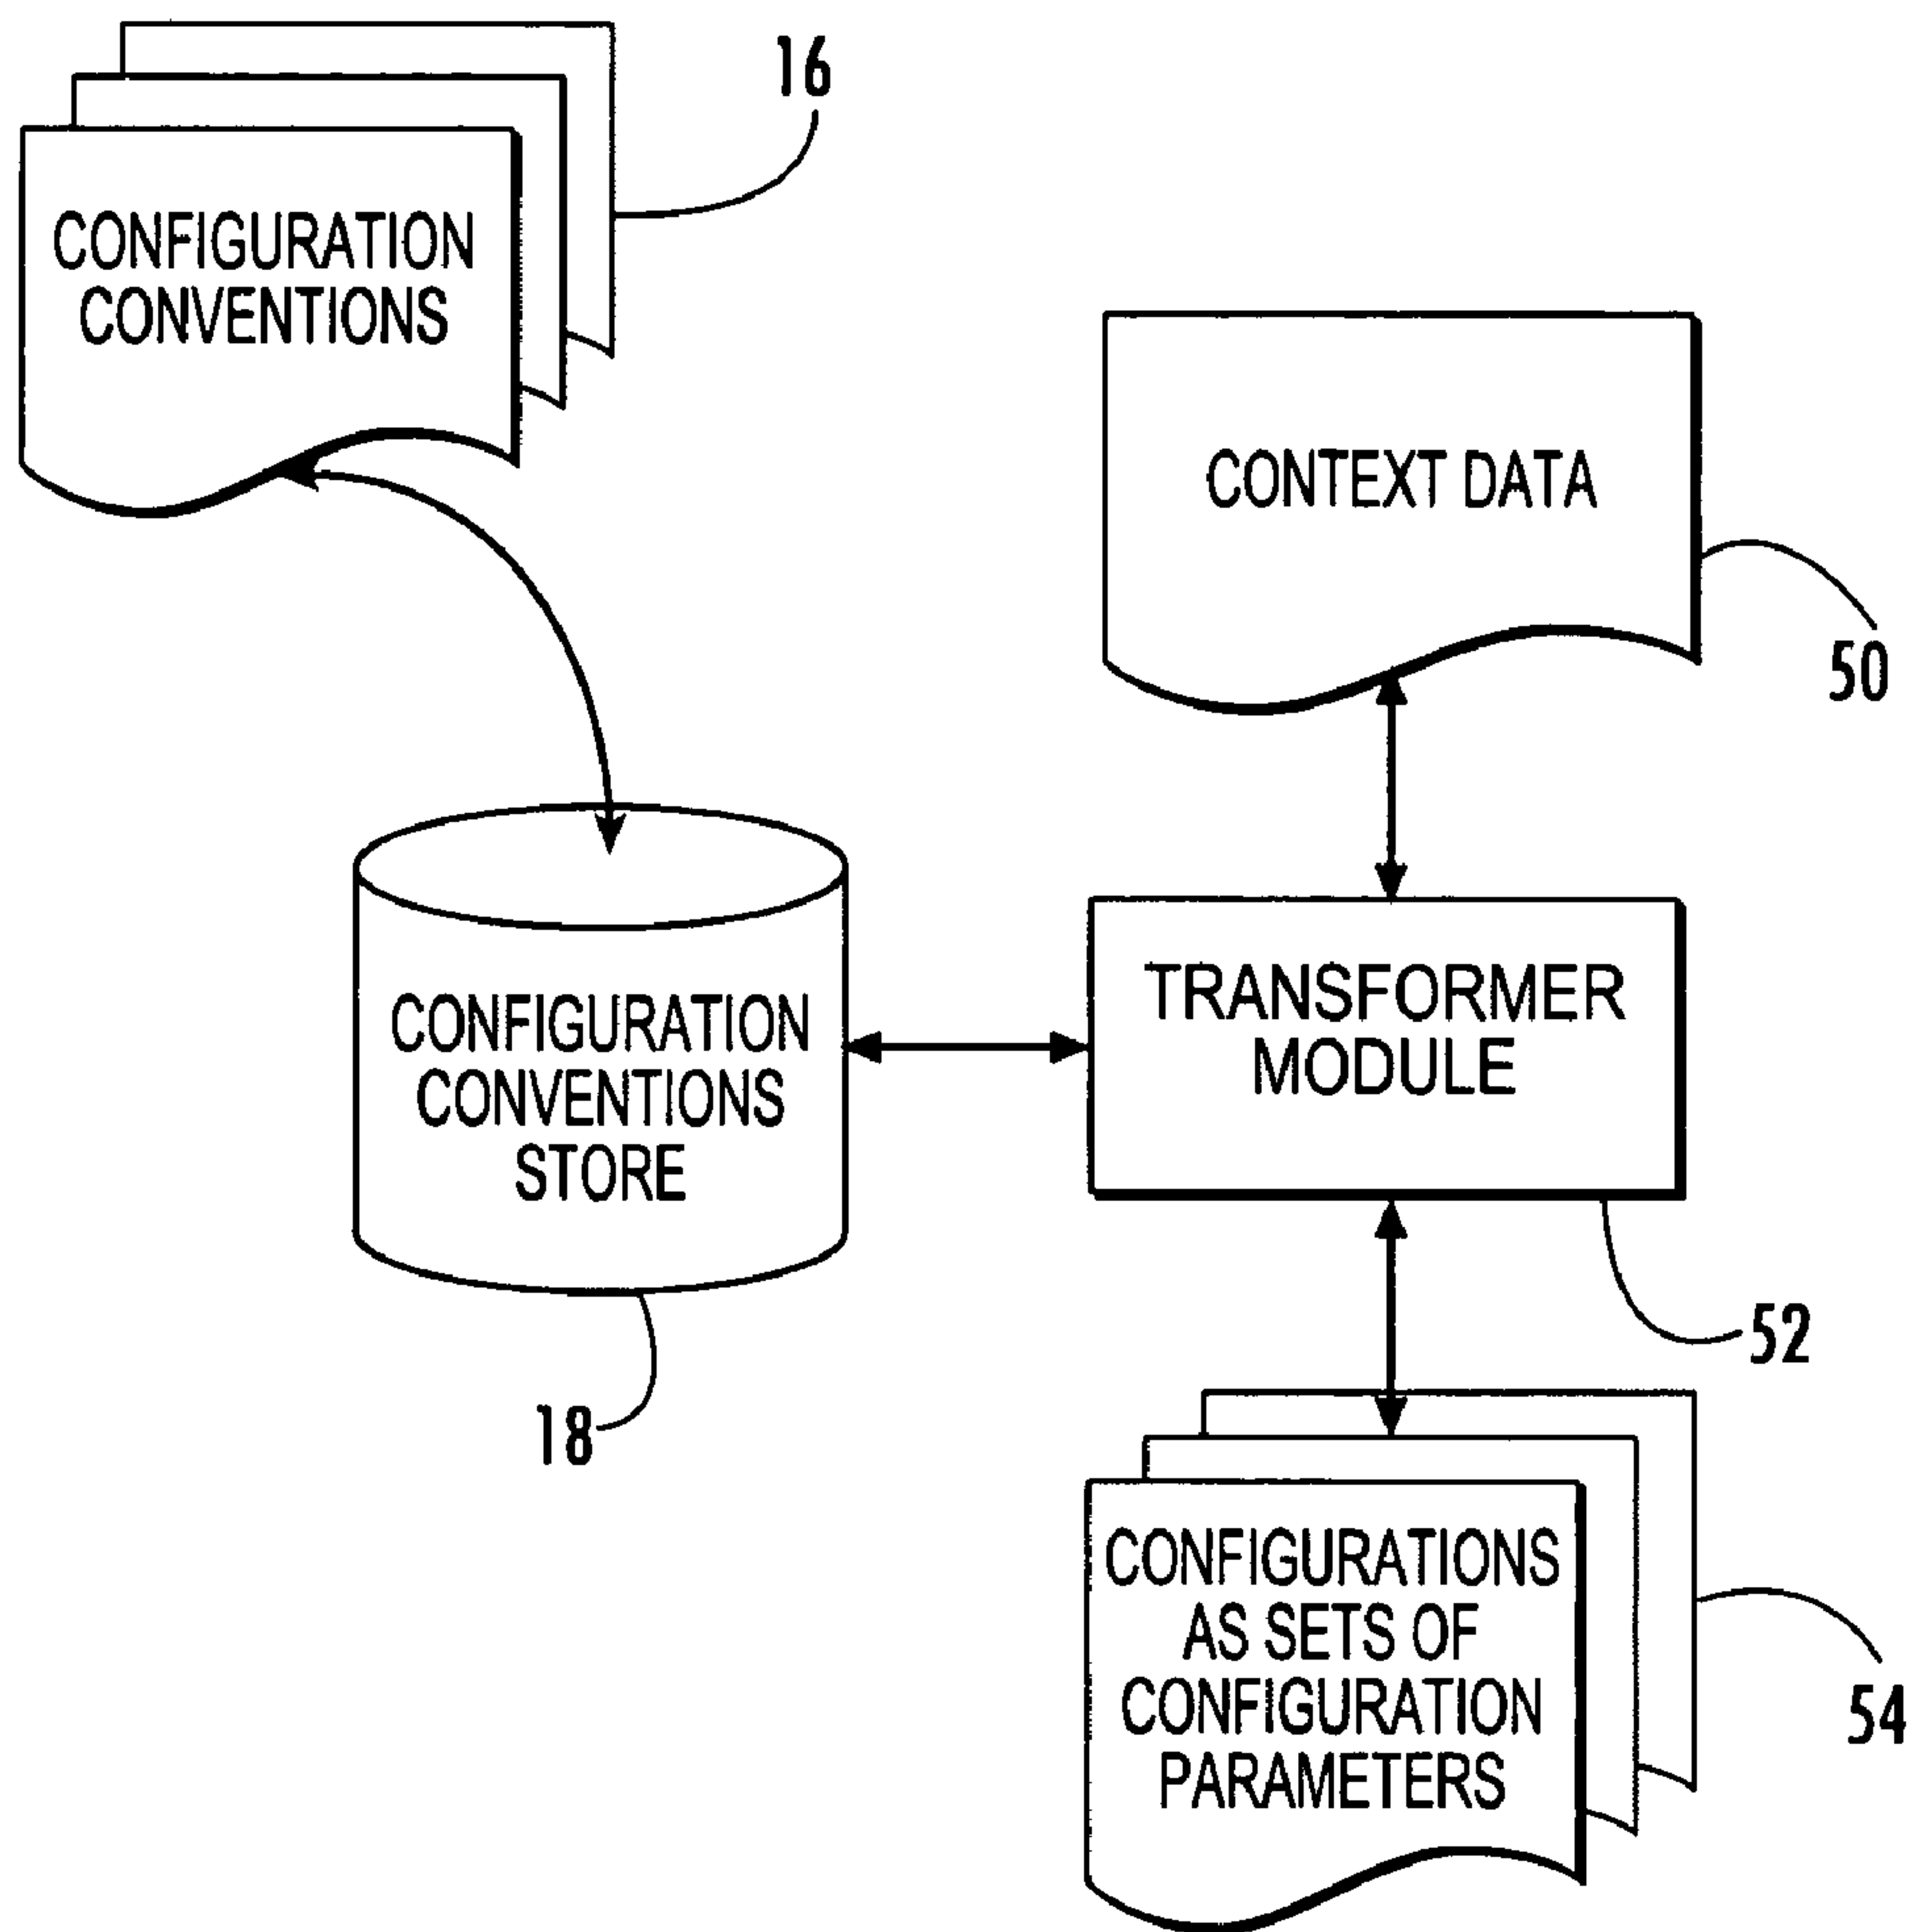 16
CONFIGURATION
CONVENTIONS
CONTEXT DATA
50
TRANSFORMER
MODULE
CONFIGURATION
CONVENTIONS
STORE
52
18
CONFIGURATIONS
AS SETS OF
CONFIGURATION
PARAMETERS
54